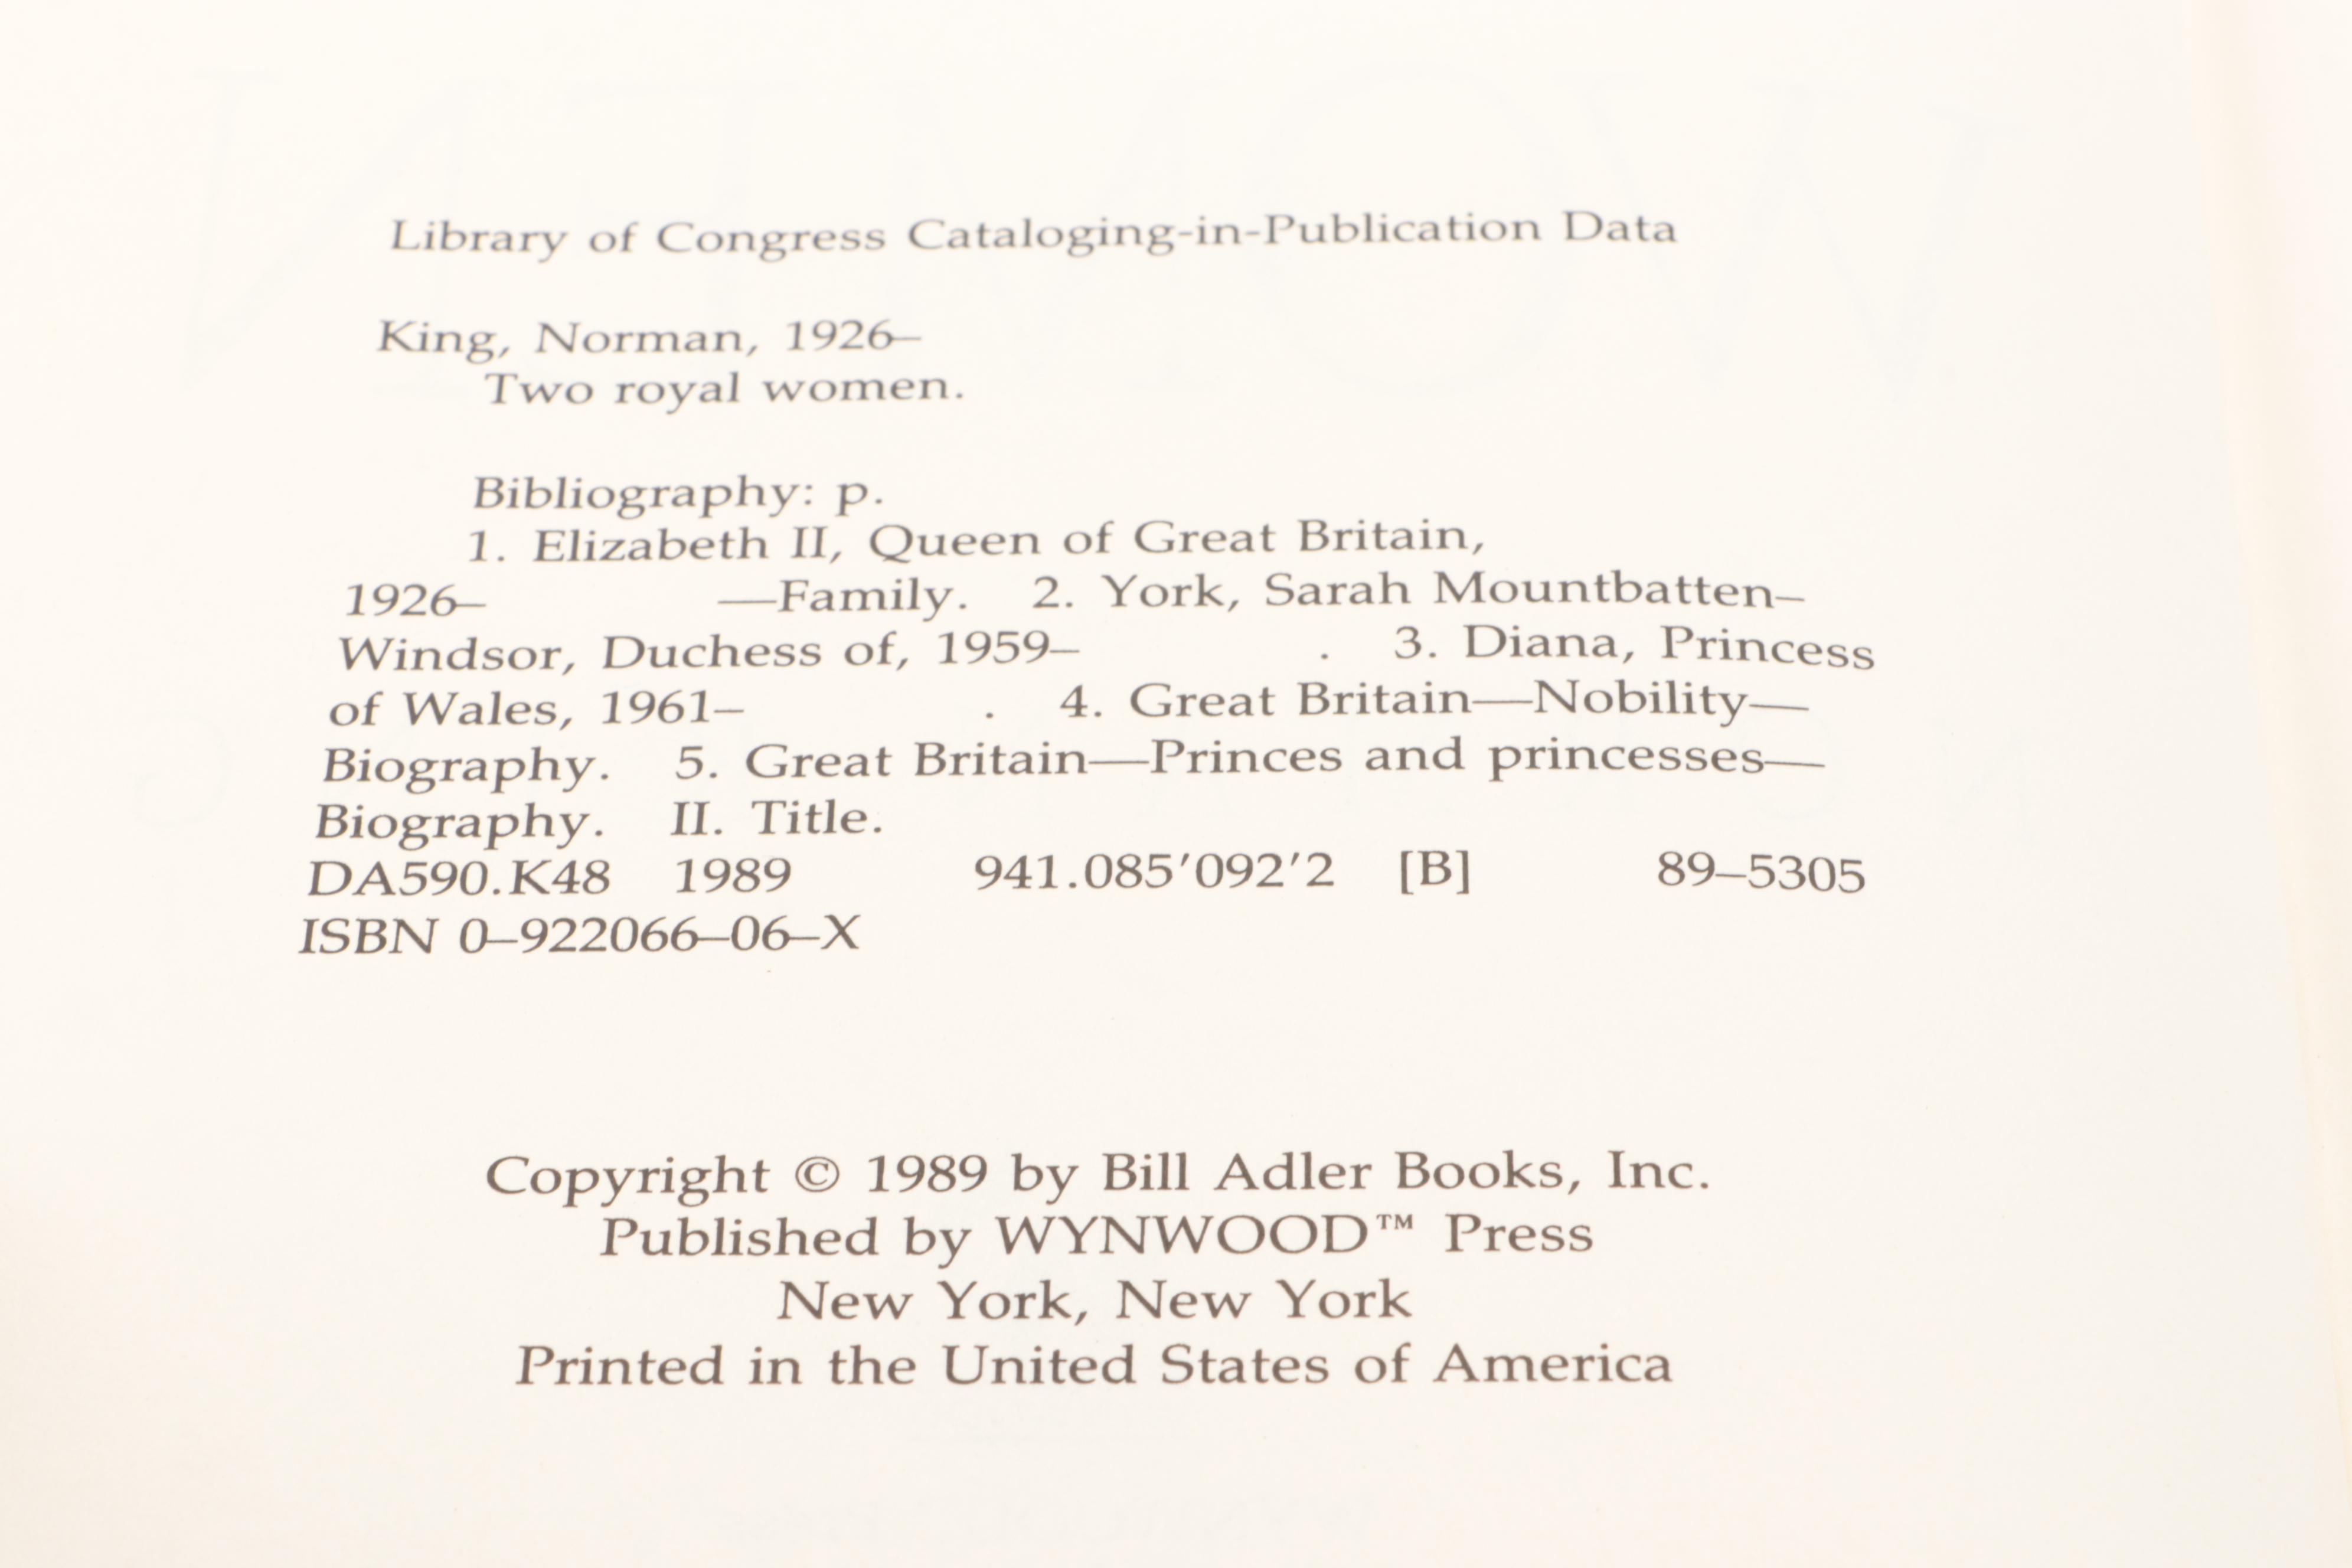 Library of Congress Cataloging-in-Publication Data
King, Norman, 1926–
Two royal women.
Bibliography: p.
1. Elizabeth II, Queen of Great Britain,
1926– —Family. 2. York, Sarah Mountbatten–
Windsor, Duchess of, 1959– . 3. Diana, Princess
of Wales, 1961– . 4. Great Britain—Nobility—
Biography. 5. Great Britain—Princes and princesses—
Biography. II. Title.
DA590.K48 1989 941.085'092'2 [B] 89–5305
ISBN 0–922066–06–X
Copyright © 1989 by Bill Adler Books, Inc.
Published by WYNWOOD™ Press
New York, New York
Printed in the United States of America